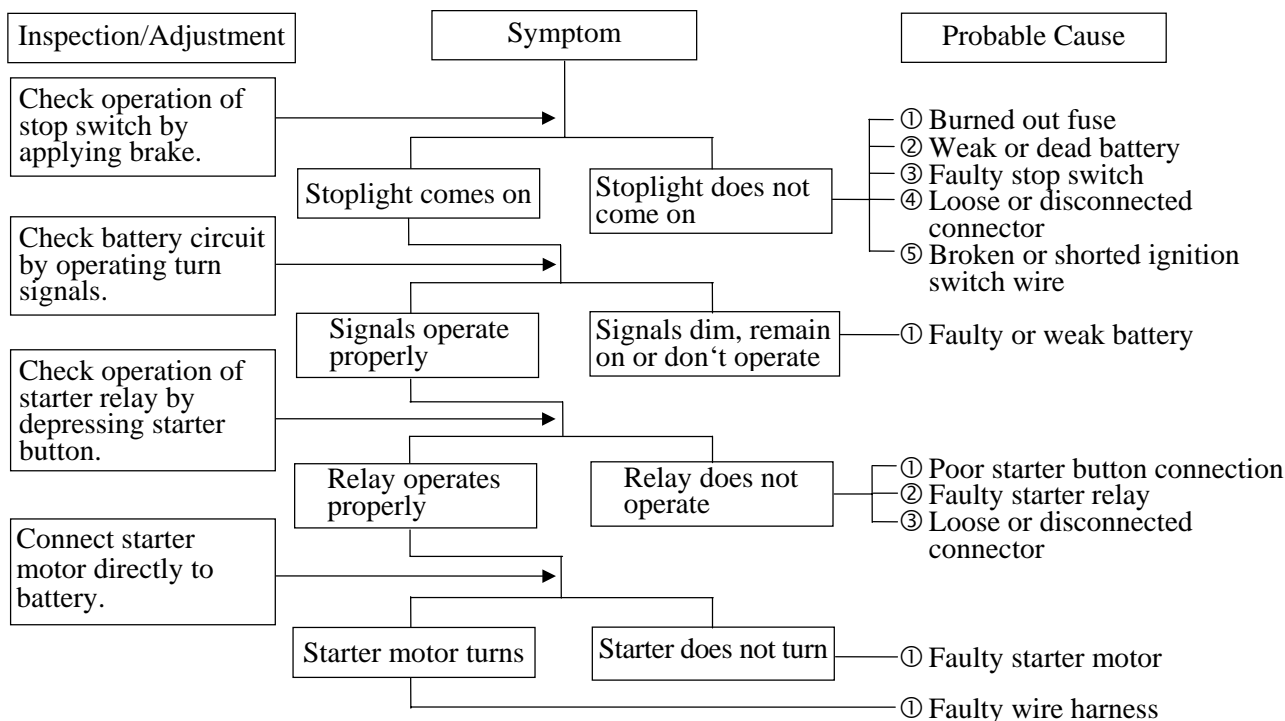 Inspection/Adjustment
Symptom
Probable Cause
Check operation of
stop switch by
applying brake.
Stoplight comes on
Stoplight does not
come on
① Burned out fuse
② Weak or dead battery
③ Faulty stop switch
④ Loose or disconnected
connector
⑤ Broken or shorted ignition
switch wire
Check battery circuit
by operating turn
signals.
Signals operate
properly
Signals dim, remain
on or don‘t operate
① Faulty or weak battery
Check operation of
starter relay by
depressing starter
button.
Relay operates
properly
Relay does not
operate
① Poor starter button connection
② Faulty starter relay
③ Loose or disconnected
connector
Connect starter
motor directly to
battery.
Starter motor turns
Starter does not turn
① Faulty starter motor
① Faulty wire harness